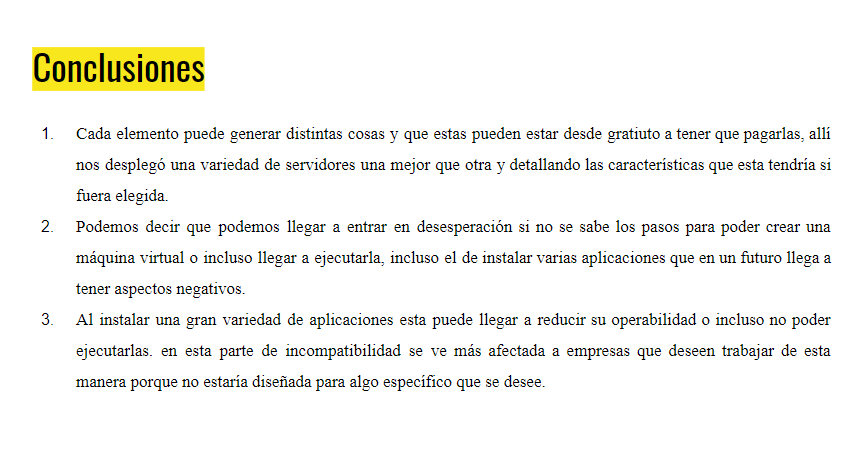 Conclusiones
1. Cada elemento puede generar distintas cosas y que estas pueden estar desde gratiuto a tener que pagarlas, allí
nos desplegó una variedad de servidores una mejor que otra y detallando las características que esta tendría si
fuera elegida.
2. Podemos decir que podemos llegar a entrar en desesperación si no se sabe los pasos para poder crear una
máquina virtual o incluso llegar a ejecutarla, incluso el de instalar varias aplicaciones que en un futuro llega a
tener aspectos negativos.
3. Al instalar una gran variedad de aplicaciones esta puede llegar a reducir su operabilidad o incluso no poder
ejecutarlas. en esta parte de incompatibilidad se ve más afectada a empresas que deseen trabajar de esta
manera porque no estaría diseñada para algo específico que se desee.